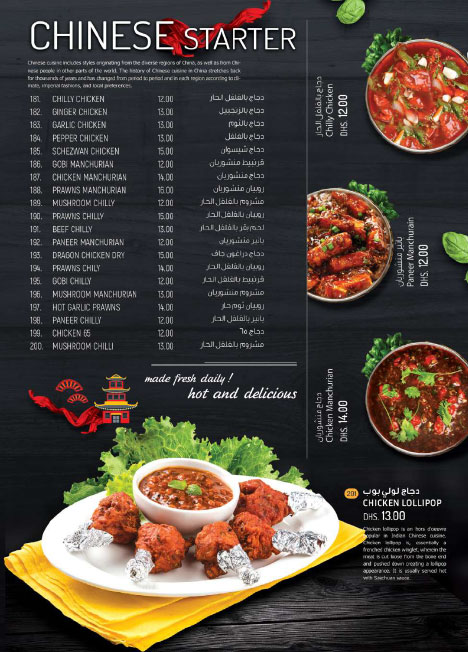 CHINESE STARTER
Chinese cuisine includes styles originating from the diverse regions of China, as well as from Chi-
nese people in other parts of the world. The history of Chinese cuisine in China stretches back
for thousands of years and has changed from period to period and in each region according to cli-
mate, imperial fashions, and local preferences.
181. CHILLY CHICKEN 12.00 دجاج بالفلفل الحار
182. GINGER CHICKEN 13.00 دجاج بالزنجبيل
183. GARLIC CHICKEN 13.00 دجاج بالثوم
184. PEPPER CHICKEN 13.00 دجاج بالفلفل
185. SCHEZWAN CHICKEN 15.00 دجاج شيسوان
186. GOBI MANCHURIAN 12.00 قرنبيط منشوريان
187. CHICKEN MANCHURIAN 14.00 دجاج منشوريان
188. PRAWNS MANCHURIAN 15.00 روبيان منشوريان
189. MUSHROOM CHILLY 12.00 مشروم بالفلفل الحار
190. PRAWNS CHILLY 15.00 روبيان بالفلفل الحار
191. BEEF CHILLY 13.00 لحم بقر بالفلفل الحار
192. PANEER MANCHURIAN 12.00 بانير منشوريان
193. DRAGON CHICKEN DRY 15.00 دجاج دراغون جاف
194. PRAWNS CHILY 14.00 روبيان بالفلفل الحار
195. GOBI CHILLY 12.00 قرنبيط بالفلفل الحار
196. MUSHROOM MANCHURIAN 13.00 مشروم منشوريان
197. HOT GARLIC PRAWNS 14.00 روبيان ثوم حار
198. PANEER CHILLY 12.00 بانير بالفلفل الحار
199. CHICKEN 65 12.00 دجاج ٦٥
200. MUSHROOM CHILLI 13.00 مشروم بالفلفل الحار
made fresh daily !
hot and delicious
دجاج بالفلفل الحار
Chilly Chicken
DHS. 12.00
بانير منشوريان
Paneer Manchurain
DHS. 12.00
دجاج منشوريان
Chicken Manchurian
DHS. 14.00
201 دجاج لولي بوب
CHICKEN LOLLIPOP
DHS. 13.00
Chicken lollipop is an hors d'oeuvre
popular in Indian Chinese cuisine.
Chicken lollipop is, essentially a
frenched chicken winglet, wherein the
meat is cut loose from the bone end
and pushed down creating a lollipop
appearance. It is usually served hot
with Szechuan sauce.